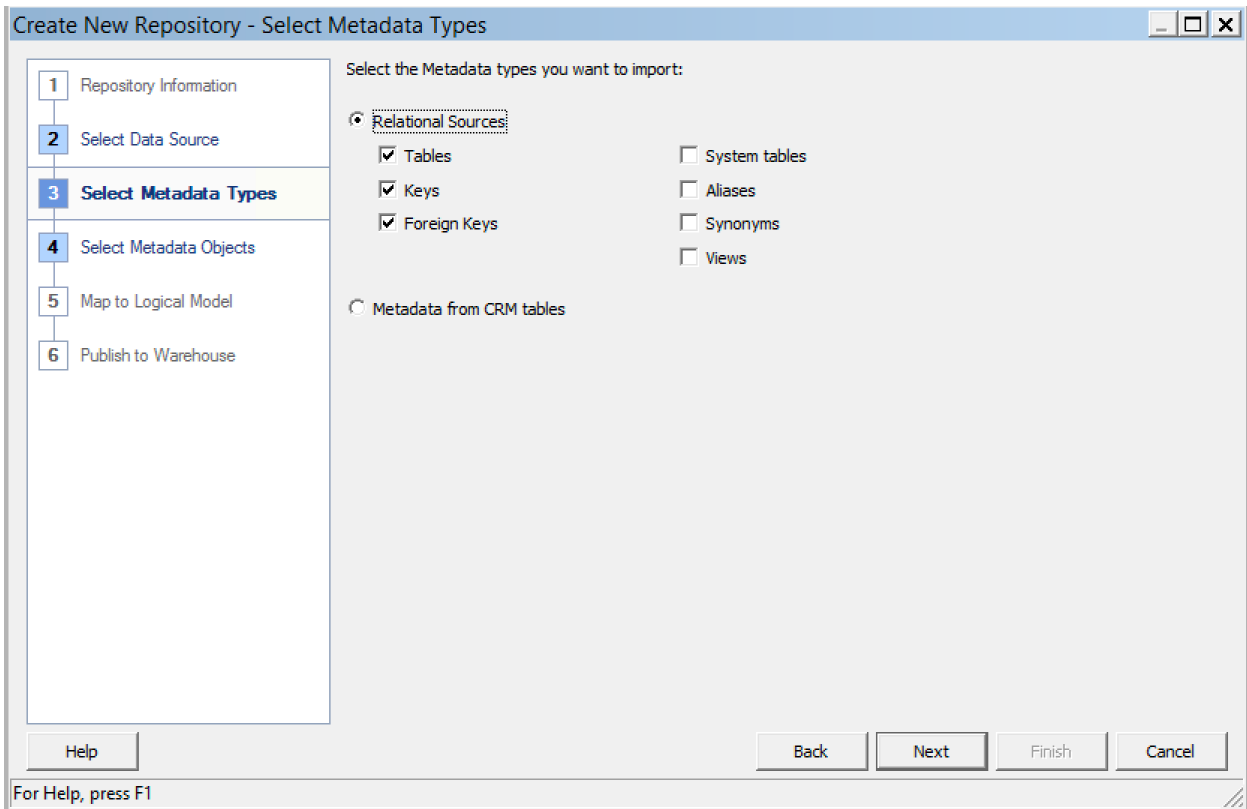 Create New Repository - Select Metadata Types
1 Repository Information
2 Select Data Source
3 Select Metadata Types
4 Select Metadata Objects
5 Map to Logical Model
6 Publish to Warehouse
Select the Metadata types you want to import:
Relational Sources
Tables System tables
Keys Aliases
Foreign Keys Synonyms
Views
Metadata from CRM tables
Help Back Next Finish Cancel
For Help, press F1